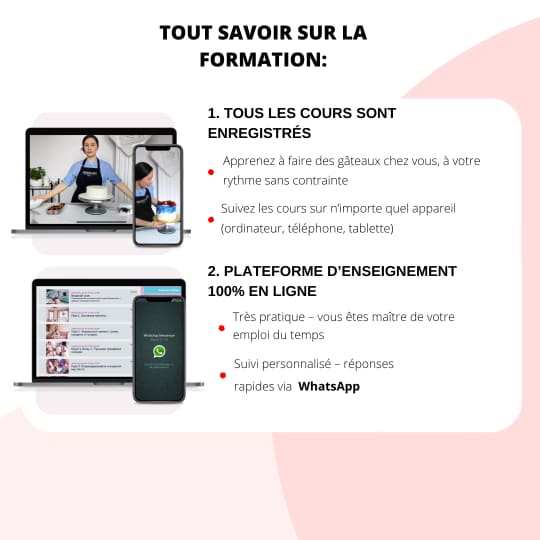 TOUT SAVOIR SUR LA
FORMATION:
1. TOUS LES COURS SONT
ENREGISTRÉS
Apprenez à faire des gâteaux chez vous, à votre
rythme sans contrainte
Suivez les cours sur n’importe quel appareil
(ordinateur, téléphone, tablette)
2. PLATEFORME D’ENSEIGNEMENT
100% EN LIGNE
Très pratique – vous êtes maître de votre
emploi du temps
Suivi personnalisé – réponses
rapides via WhatsApp
WhatsApp Messenger